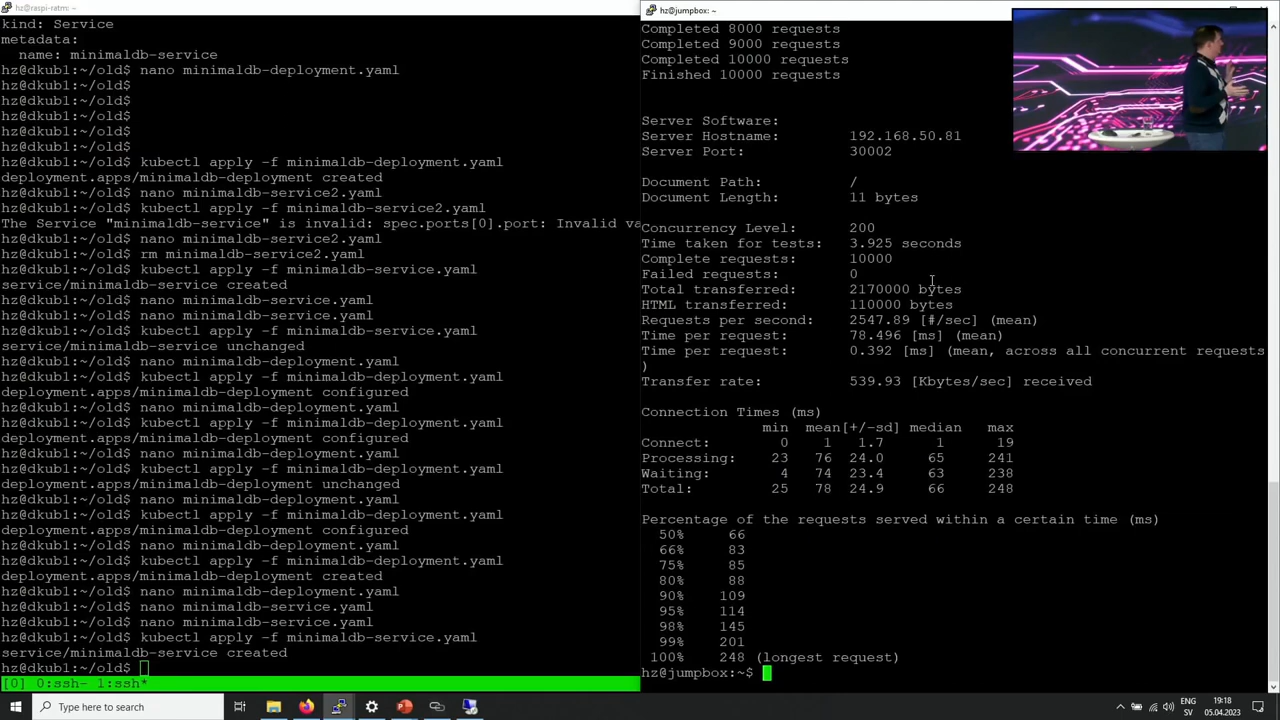 hz@raspi-ratm: ~
kind: Service
metadata:
  name: minimaldb-service
hz@dkub1:~/old$ nano minimaldb-deployment.yaml
hz@dkub1:~/old$
hz@dkub1:~/old$
hz@dkub1:~/old$
hz@dkub1:~/old$
hz@dkub1:~/old$
hz@dkub1:~/old$ kubectl apply -f minimaldb-deployment.yaml
deployment.apps/minimaldb-deployment created
hz@dkub1:~/old$ nano minimaldb-service2.yaml
hz@dkub1:~/old$ kubectl apply -f minimaldb-service2.yaml
The Service "minimaldb-service" is invalid: spec.ports[0].port: Invalid va
hz@dkub1:~/old$ nano minimaldb-service2.yaml
hz@dkub1:~/old$ rm minimaldb-service2.yaml
hz@dkub1:~/old$ kubectl apply -f minimaldb-service.yaml
service/minimaldb-service created
hz@dkub1:~/old$ nano minimaldb-service.yaml
hz@dkub1:~/old$ nano minimaldb-service.yaml
hz@dkub1:~/old$ kubectl apply -f minimaldb-service.yaml
service/minimaldb-service unchanged
hz@dkub1:~/old$ nano minimaldb-deployment.yaml
hz@dkub1:~/old$ kubectl apply -f minimaldb-deployment.yaml
deployment.apps/minimaldb-deployment configured
hz@dkub1:~/old$ nano minimaldb-deployment.yaml
hz@dkub1:~/old$ kubectl apply -f minimaldb-deployment.yaml
deployment.apps/minimaldb-deployment configured
hz@dkub1:~/old$ nano minimaldb-deployment.yaml
hz@dkub1:~/old$ kubectl apply -f minimaldb-deployment.yaml
deployment.apps/minimaldb-deployment unchanged
hz@dkub1:~/old$ nano minimaldb-deployment.yaml
hz@dkub1:~/old$ kubectl apply -f minimaldb-deployment.yaml
deployment.apps/minimaldb-deployment configured
hz@dkub1:~/old$ nano minimaldb-deployment.yaml
hz@dkub1:~/old$ kubectl apply -f minimaldb-deployment.yaml
deployment.apps/minimaldb-deployment created
hz@dkub1:~/old$ nano minimaldb-deployment.yaml
hz@dkub1:~/old$ nano minimaldb-service.yaml
hz@dkub1:~/old$ nano minimaldb-service.yaml
hz@dkub1:~/old$ kubectl apply -f minimaldb-service.yaml
service/minimaldb-service created
hz@dkub1:~/old$
[0] 0:ssh- 1:ssh*
hz@jumpbox: ~
Completed 8000 requests
Completed 9000 requests
Completed 10000 requests
Finished 10000 requests
Server Software:
Server Hostname: 192.168.50.81
Server Port: 30002
Document Path: /
Document Length: 11 bytes
Concurrency Level: 200
Time taken for tests: 3.925 seconds
Complete requests: 10000
Failed requests: 0
Total transferred: 2170000 bytes
HTML transferred: 110000 bytes
Requests per second: 2547.89 [#/sec] (mean)
Time per request: 78.496 [ms] (mean)
Time per request: 0.392 [ms] (mean, across all concurrent requests
)
Transfer rate: 539.93 [Kbytes/sec] received
Connection Times (ms)
min mean[+/-sd] median max
Connect: 0 1 1.7 1 19
Processing: 23 76 24.0 65 241
Waiting: 4 74 23.4 63 238
Total: 25 78 24.9 66 248
Percentage of the requests served within a certain time (ms)
50% 66
66% 83
75% 85
80% 88
90% 109
95% 114
98% 145
99% 201
100% 248 (longest request)
hz@jumpbox:~$
Type here to search
ENG
SV
19:18
05.04.2023